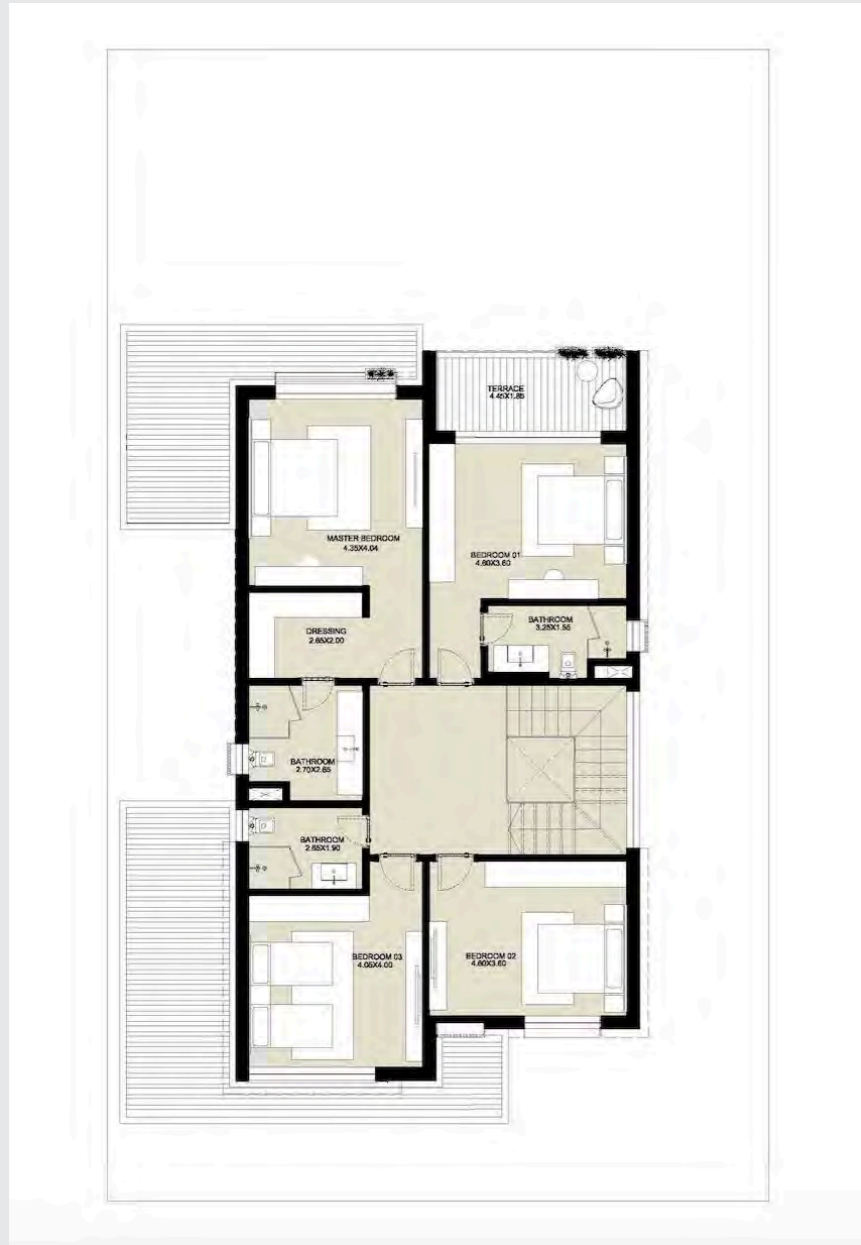 TERRACE
4.45X1.85
MASTER BEDROOM
4.35X4.04
BEDROOM 01
4.60X3.60
DRESSING
2.65X2.00
BATHROOM
3.25X1.55
BATHROOM
2.70X2.65
BATHROOM
2.65X1.90
BEDROOM 03
4.05X4.00
BEDROOM 02
4.60X3.60